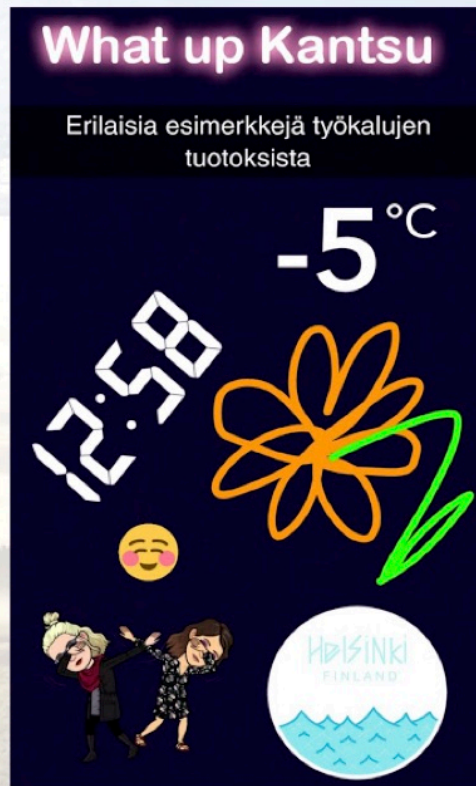 What up Kantsu
Erilaisia esimerkkejä työkalujen
tuotoksista
-5°C
12:58
HELSINKI
FINLAND